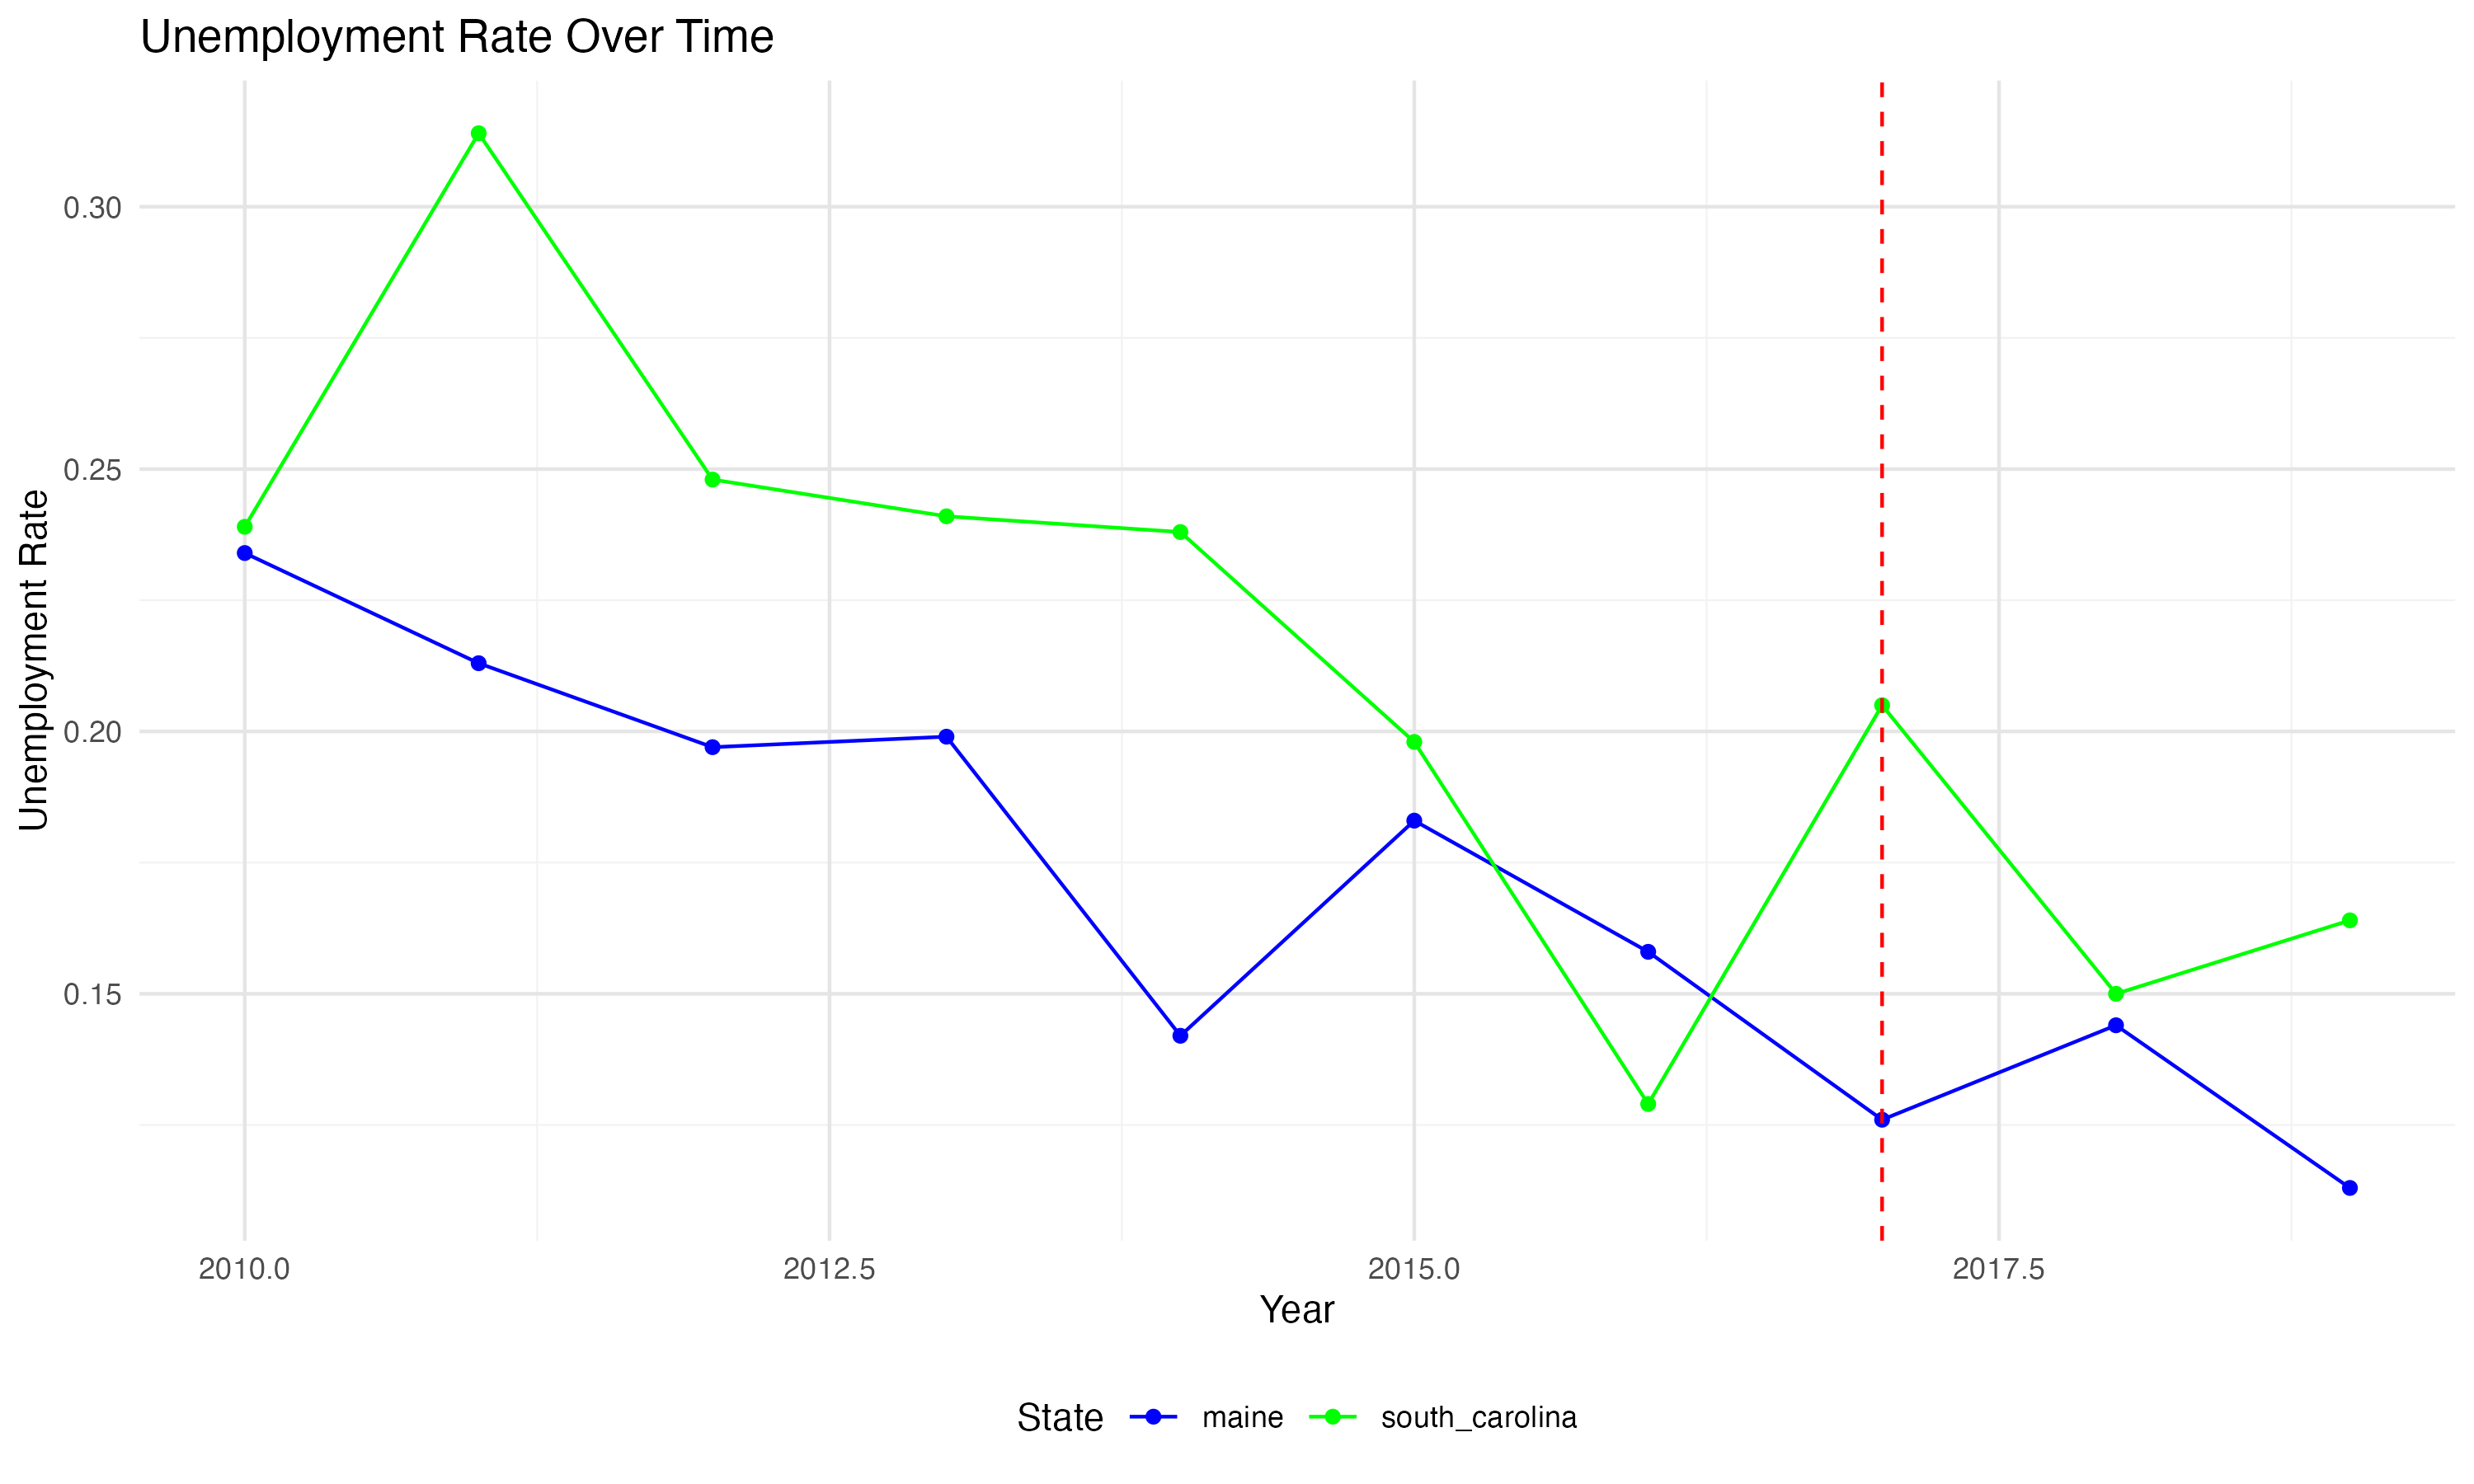 Unemployment Rate Over Time
Unemployment Rate
0.30
0.25
0.20
0.15
2010.0 2012.5 2015.0 2017.5
Year
State maine south_carolina